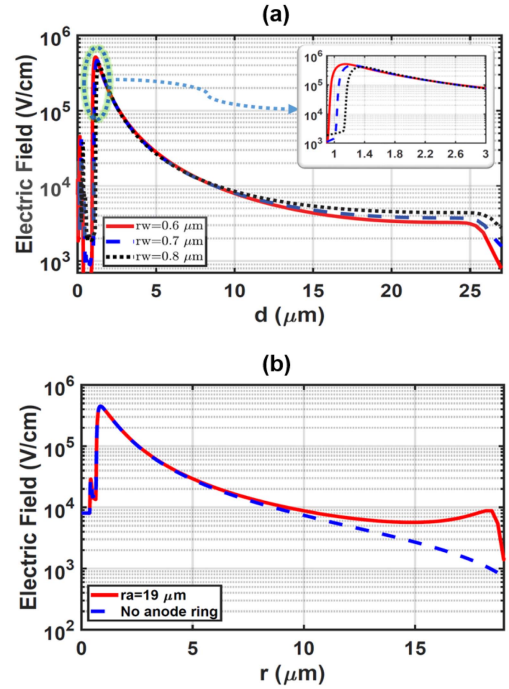 (a)
Electric Field (V/cm)
10^6
10^5
10^4
10^3
0
5
10
15
20
25
d (μm)
rw=0.6 μm
rw=0.7 μm
rw=0.8 μm
10^6
10^5
10^4
10^3
1
1.4
1.8
2.2
2.6
3
(b)
Electric Field (V/cm)
10^6
10^5
10^4
10^3
10^2
0
5
10
15
r (μm)
ra=19 μm
No anode ring